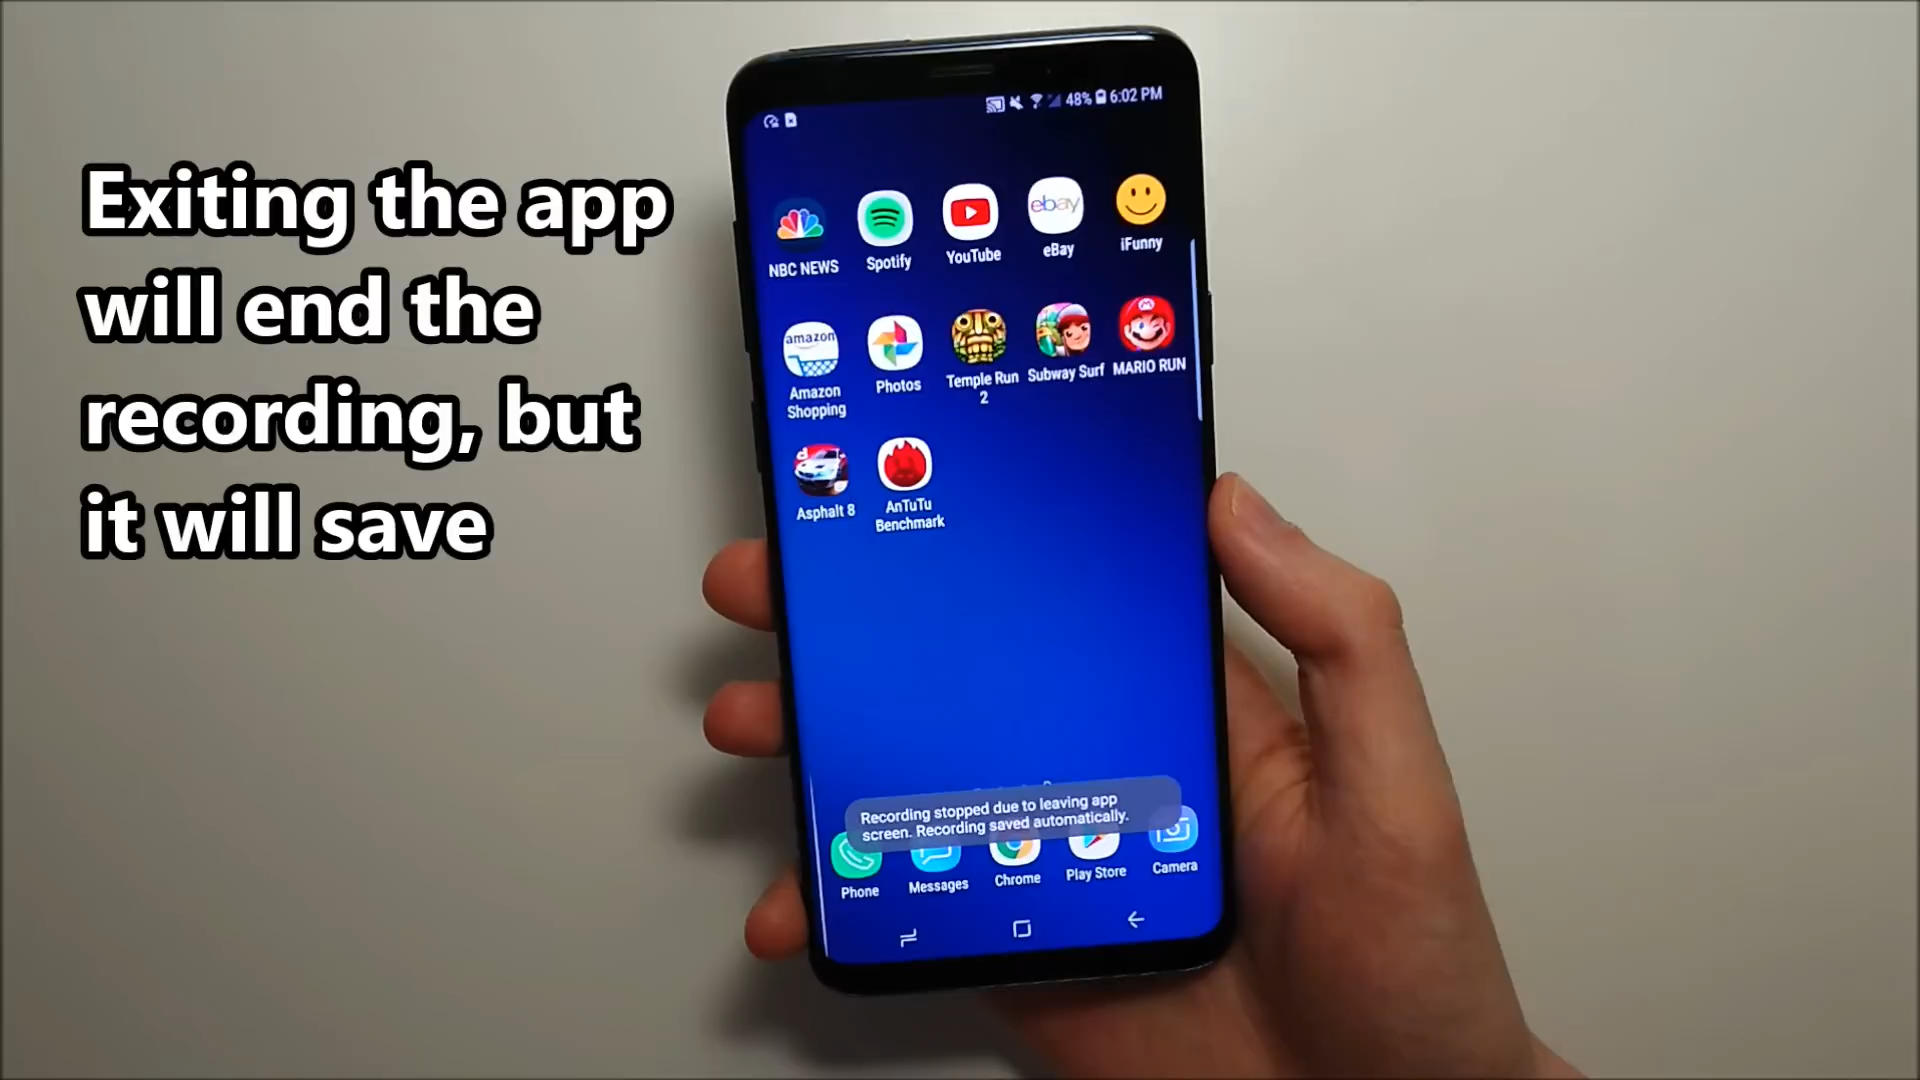 Exiting the app
will end the
recording, but
it will save
48% 6:02 PM
NBC NEWS
Spotify
YouTube
ebay
eBay
iFunny
amazon
Amazon
Shopping
Photos
Temple Run
2
Subway Surf
MARIO RUN
Asphalt 8
AnTuTu
Benchmark
Recording stopped due to leaving app
screen. Recording saved automatically.
Phone
Messages
Chrome
Play Store
Camera